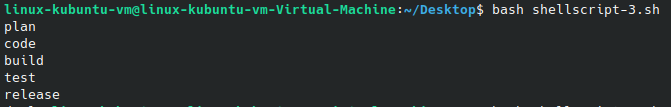 linux-kubuntu-vm@linux-kubuntu-vm-Virtual-Machine:~/Desktop$ bash shellscript-3.sh
plan
code
build
test
release